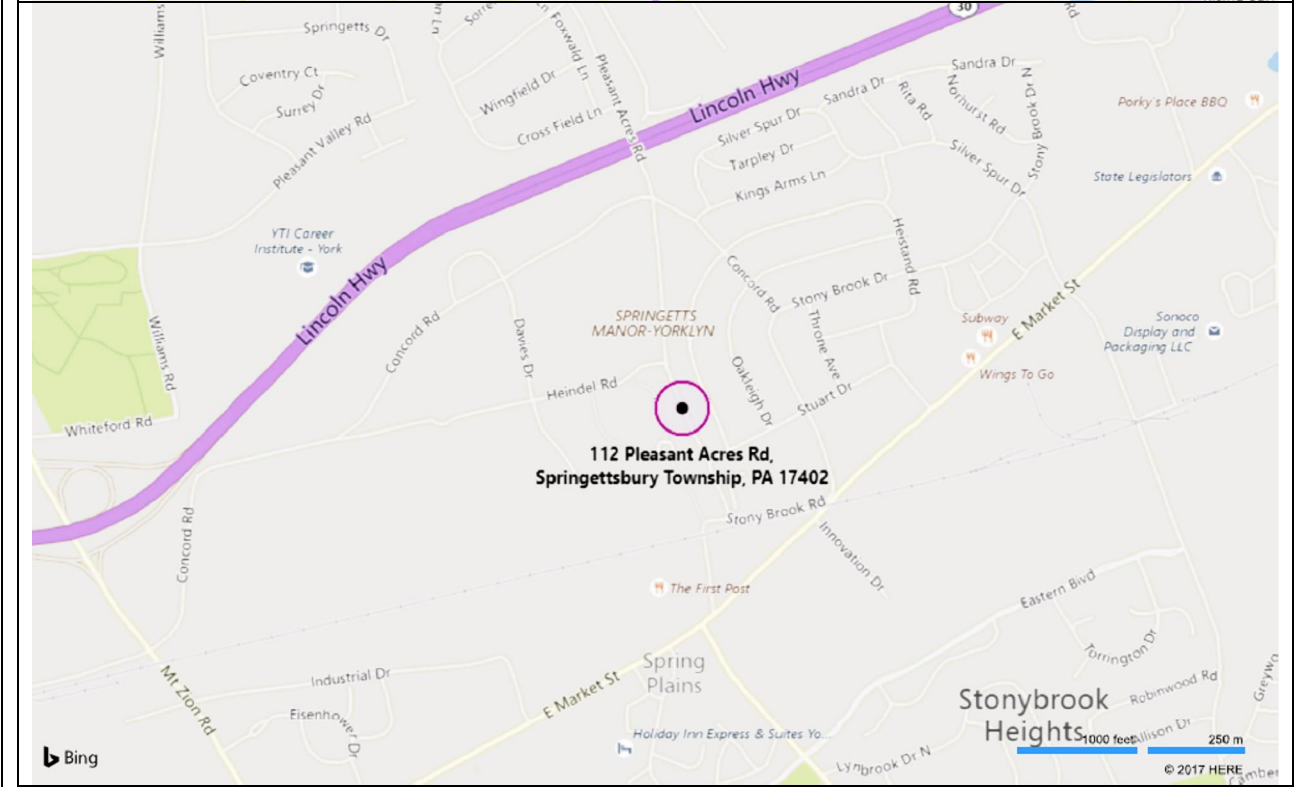 30
Williams
Springetts Dr
Foxwald Ln
Pleasant Acres Rd
Coventry Ct
Surrey Dr
Wingfield Dr
Cross Field Ln
Pleasant Valley Rd
Lincoln Hwy
Sandra Dr
Sandra Dr
Rita Rd
Norhurst Rd
Stony Brook Dr N
Silver Spur Dr
Silver Spur Dr
Tarpley Dr
Kings Arms Ln
Porky's Place BBQ
State Legislators
Rd
YTI Career
Institute - York
Lincoln Hwy
Williams Rd
Whiteford Rd
Concord Rd
Davies Dr
Heindel Rd
SPRINGETTS
MANOR-YORKLYN
Concord Rd
Stony Brook Dr
Heistand Rd
Throne Ave
Oakleigh Dr
Stuart Dr
Subway
Wings To Go
E Market St
Sonoco
Display and
Packaging LLC
112 Pleasant Acres Rd,
Springettsbury Township, PA 17402
Stony Brook Rd
Innovation Dr
Concord Rd
The First Post
Eastern Blvd
Torrington Dr
Mt Zion Rd
Industrial Dr
Eisenhower Dr
E Market St
Spring
Plains
Holiday Inn Express & Suites Yo...
Stonybrook
Heights
Robinwood Rd
Allison Dr
Greywo
Lynbrook Dr N
1000 feet
250 m
Bing
© 2017 HERE
Camber